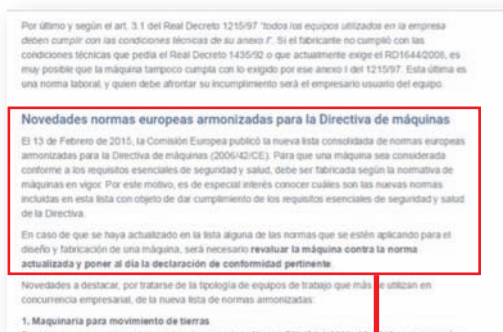 Por último y según el art. 3.1 del Real Decreto 1215/97 "todos los equipos utilizados en la empresa
deben cumplir con las condiciones técnicas de su anexo I". Si el fabricante no cumplió con las
condiciones técnicas que pedía el Real Decreto 1435/92 o que actualmente exige el RD1644/2008, es
muy posible que la máquina tampoco cumpla con lo exigido por ese anexo I del 1215/97. Esta última es
una norma laboral, y quien debe afrontar su incumplimiento será el empresario usuario del equipo.
Novedades normas europeas armonizadas para la Directiva de máquinas
El 13 de Febrero de 2015, la Comisión Europea publicó la nueva lista consolidada de normas europeas
armonizadas para la Directiva de máquinas (2006/42/CE). Para que una máquina sea considerada
conforme a los requisitos esenciales de seguridad y salud, debe ser fabricada según la normativa de
máquinas en vigor. Por este motivo, es de especial interés conocer cuáles son las nuevas normas
incluidas en esta lista con objeto de dar cumplimiento de los requisitos esenciales de seguridad y salud
de la Directiva.
En caso de que se haya actualizado en la lista alguna de las normas que se estén aplicando para el
diseño y fabricación de una máquina, será necesario revaluar la máquina contra la norma
actualizada y poner al día la declaración de conformidad pertinente.
Novedades a destacar, por tratarse de la tipología de equipos de trabajo que más se utilizan en
concurrencia empresarial, de la nueva lista de normas armonizadas:
1. Maquinaria para movimiento de tierras